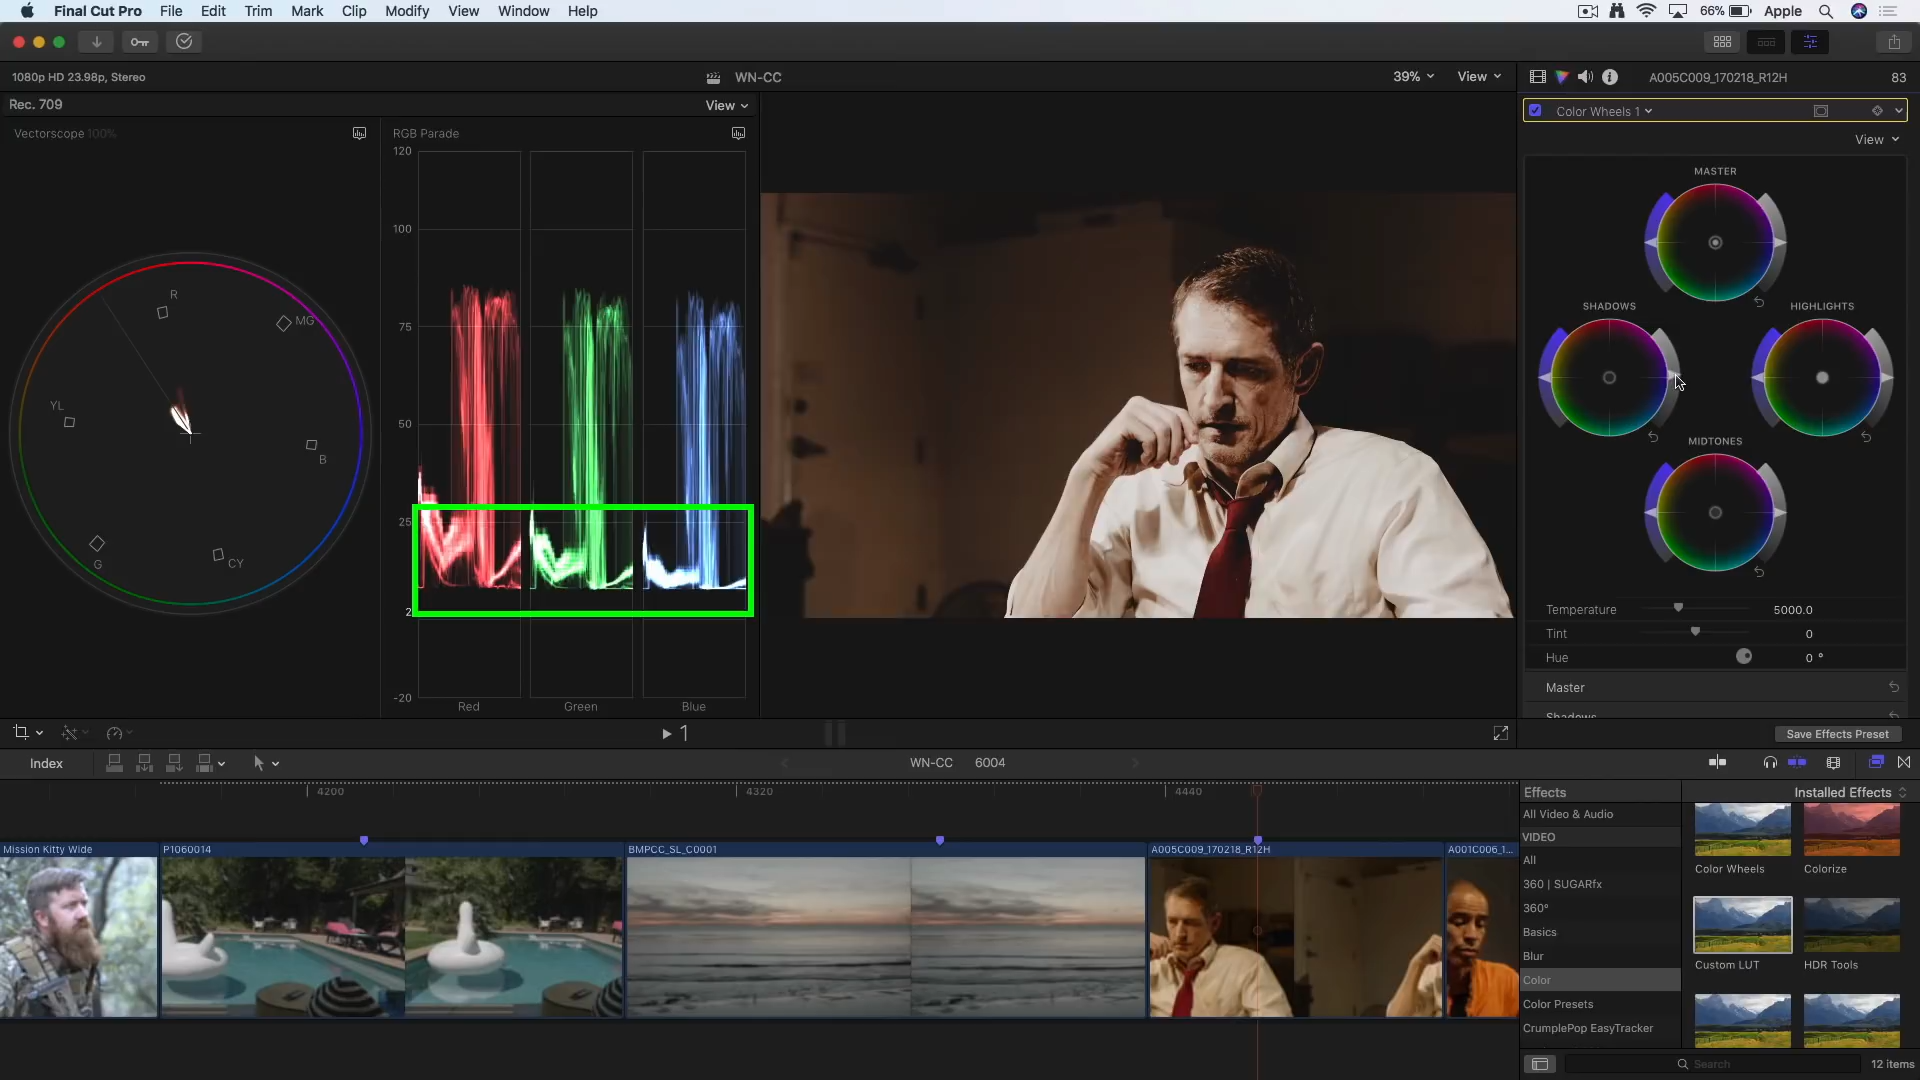 Final Cut Pro File Edit Trim Mark Clip Modify View Window Help 66% Apple
1080p HD 23.98p, Stereo WN-CC 39% View A005C009_170218_R12H 83
Rec. 709 View
Color Wheels 1
View
Vectorscope 100% RGB Parade
120
100
75
50
25
2
-20
R
MG
YL
B
G
CY
Red Green Blue
MASTER
SHADOWS HIGHLIGHTS
MIDTONES
Temperature 5000.0
Tint 0
Hue 0 °
Master
Shadows
1
Save Effects Preset
Index WN-CC 6004
4200 4320 4440
Mission Kitty Wide P1060014 BMPCC_SL_C0001 A005C009_170218_R12H A001C006_1...
Effects Installed Effects
All Video & Audio
VIDEO
All
360 | SUGARfx
360°
Basics
Blur
Color
Color Presets
CrumplePop EasyTracker
Color Wheels Colorize
Custom LUT HDR Tools
Search 12 items